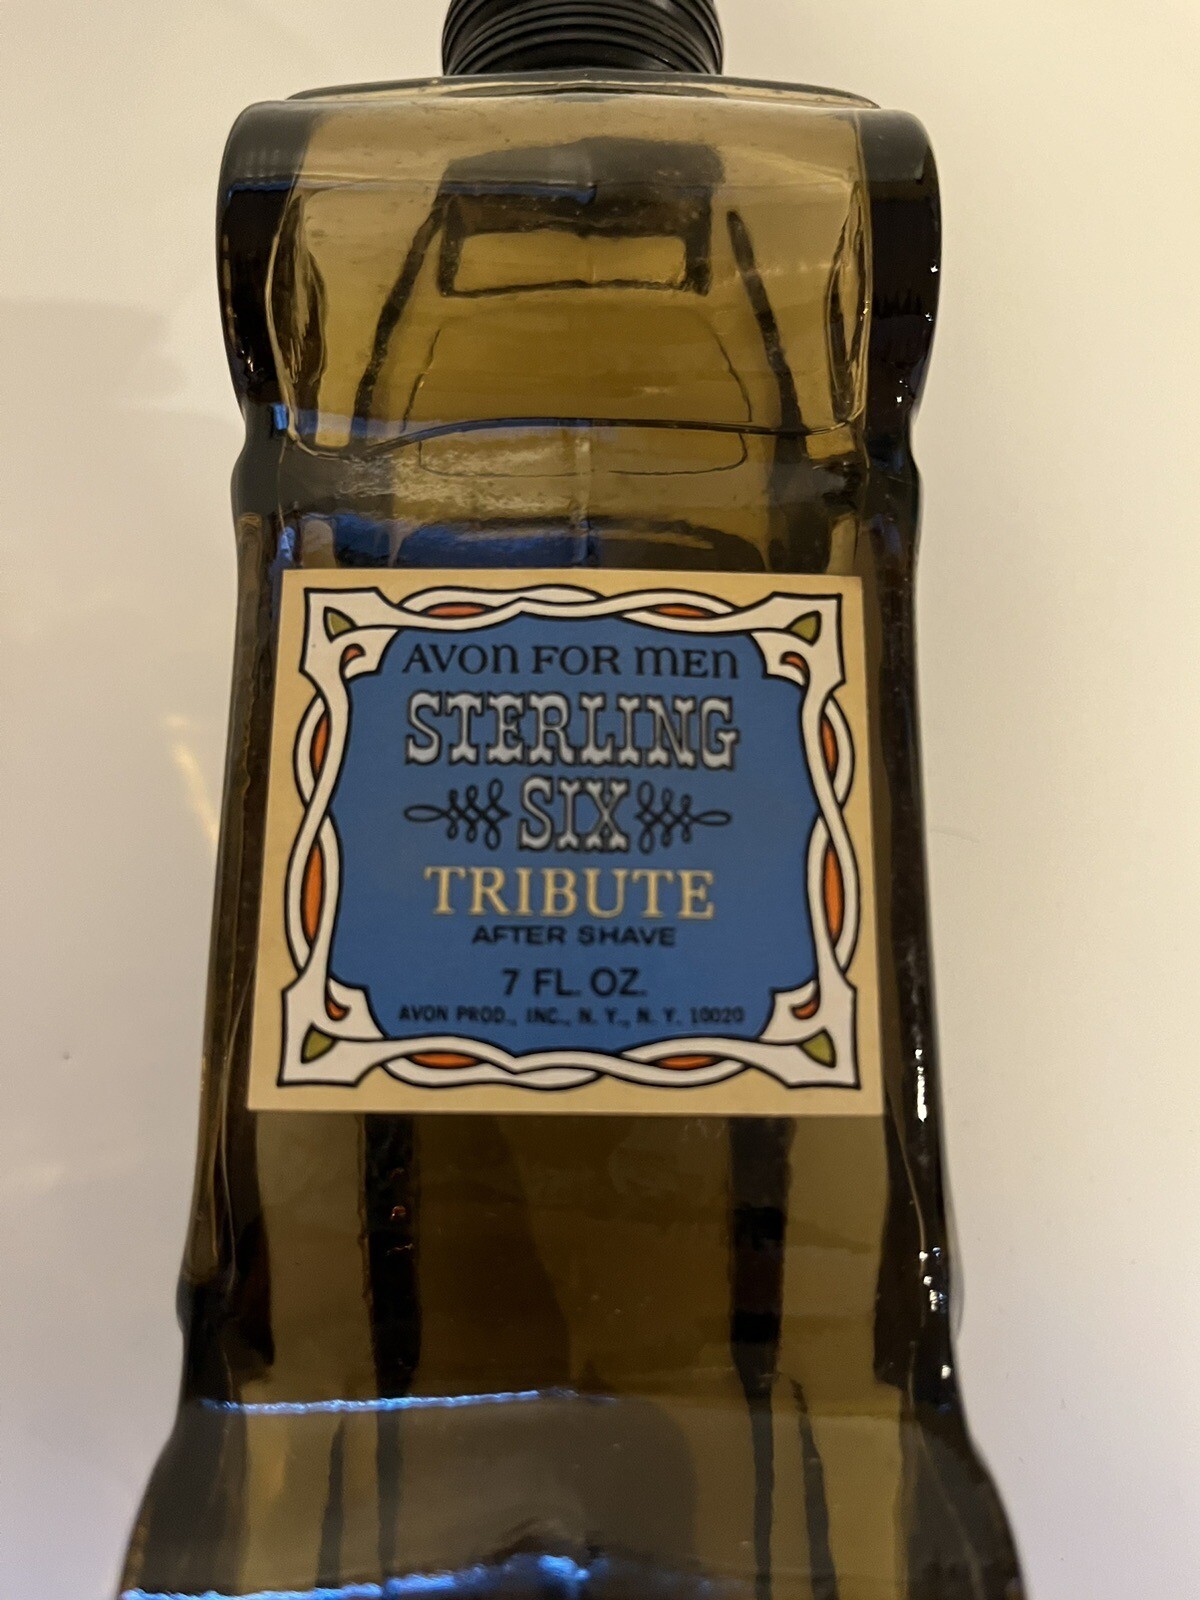 AVON FOR MEN
STERLING
SIX
TRIBUTE
AFTER SHAVE
7 FL. OZ.
AVON PROD., INC., N. Y., N. Y. 10020